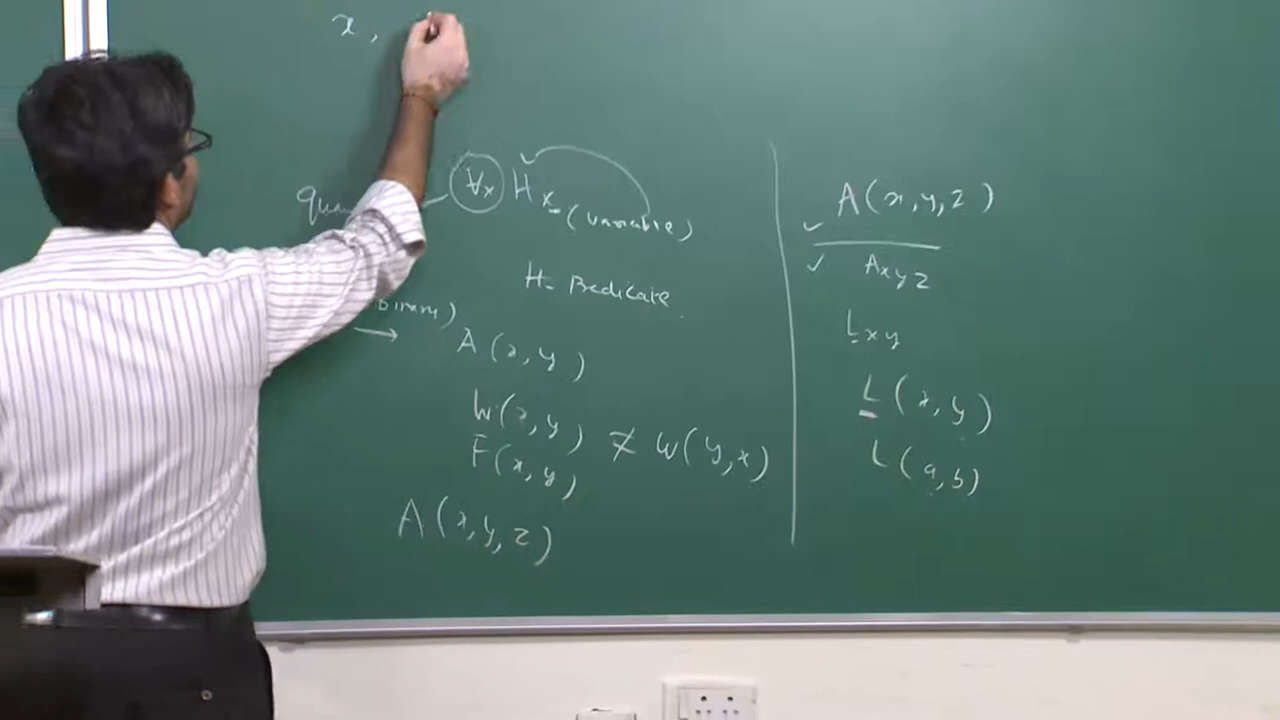 x,
∀x Hx (variable)
H- Predicate.
A(x,y)
W(x,y) ≠ W(y,x)
F(x,y)
A(x,y,z)
A(x,y,z)
Axyz
Lxy
L(x,y)
L(a,b)